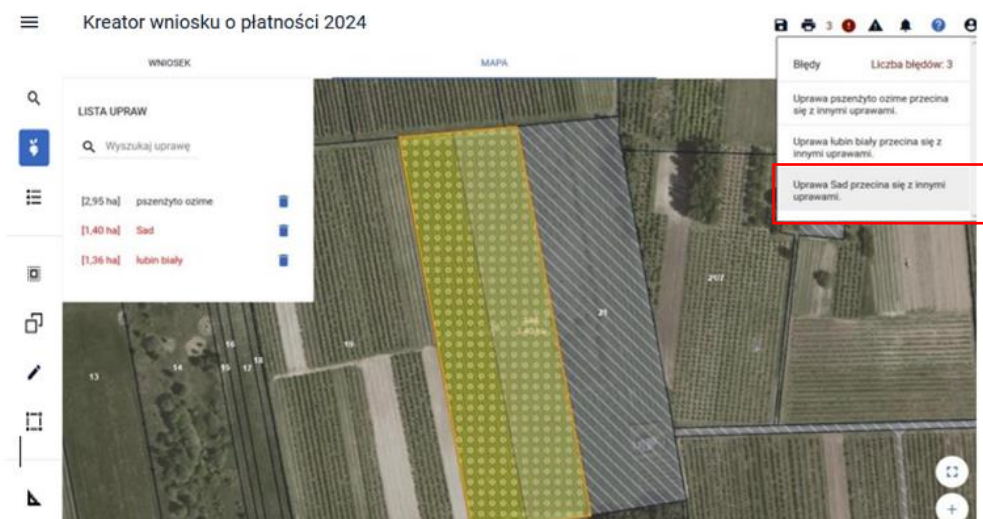 Kreator wniosku o płatności 2024
3
WNIOSEK
MAPA
Błędy
Liczba błędów: 3
Uprawa pszenżyto ozime przecina
się z innymi uprawami.
Uprawa łubin biały przecina się z
innymi uprawami.
Uprawa Sad przecina się z innymi
uprawami.
LISTA UPRAW
Wyszukaj uprawę
[2,95 ha] pszenżyto ozime
[1,40 ha] Sad
[1,36 ha] łubin biały
207
21
19
16
18
14
15
17
13